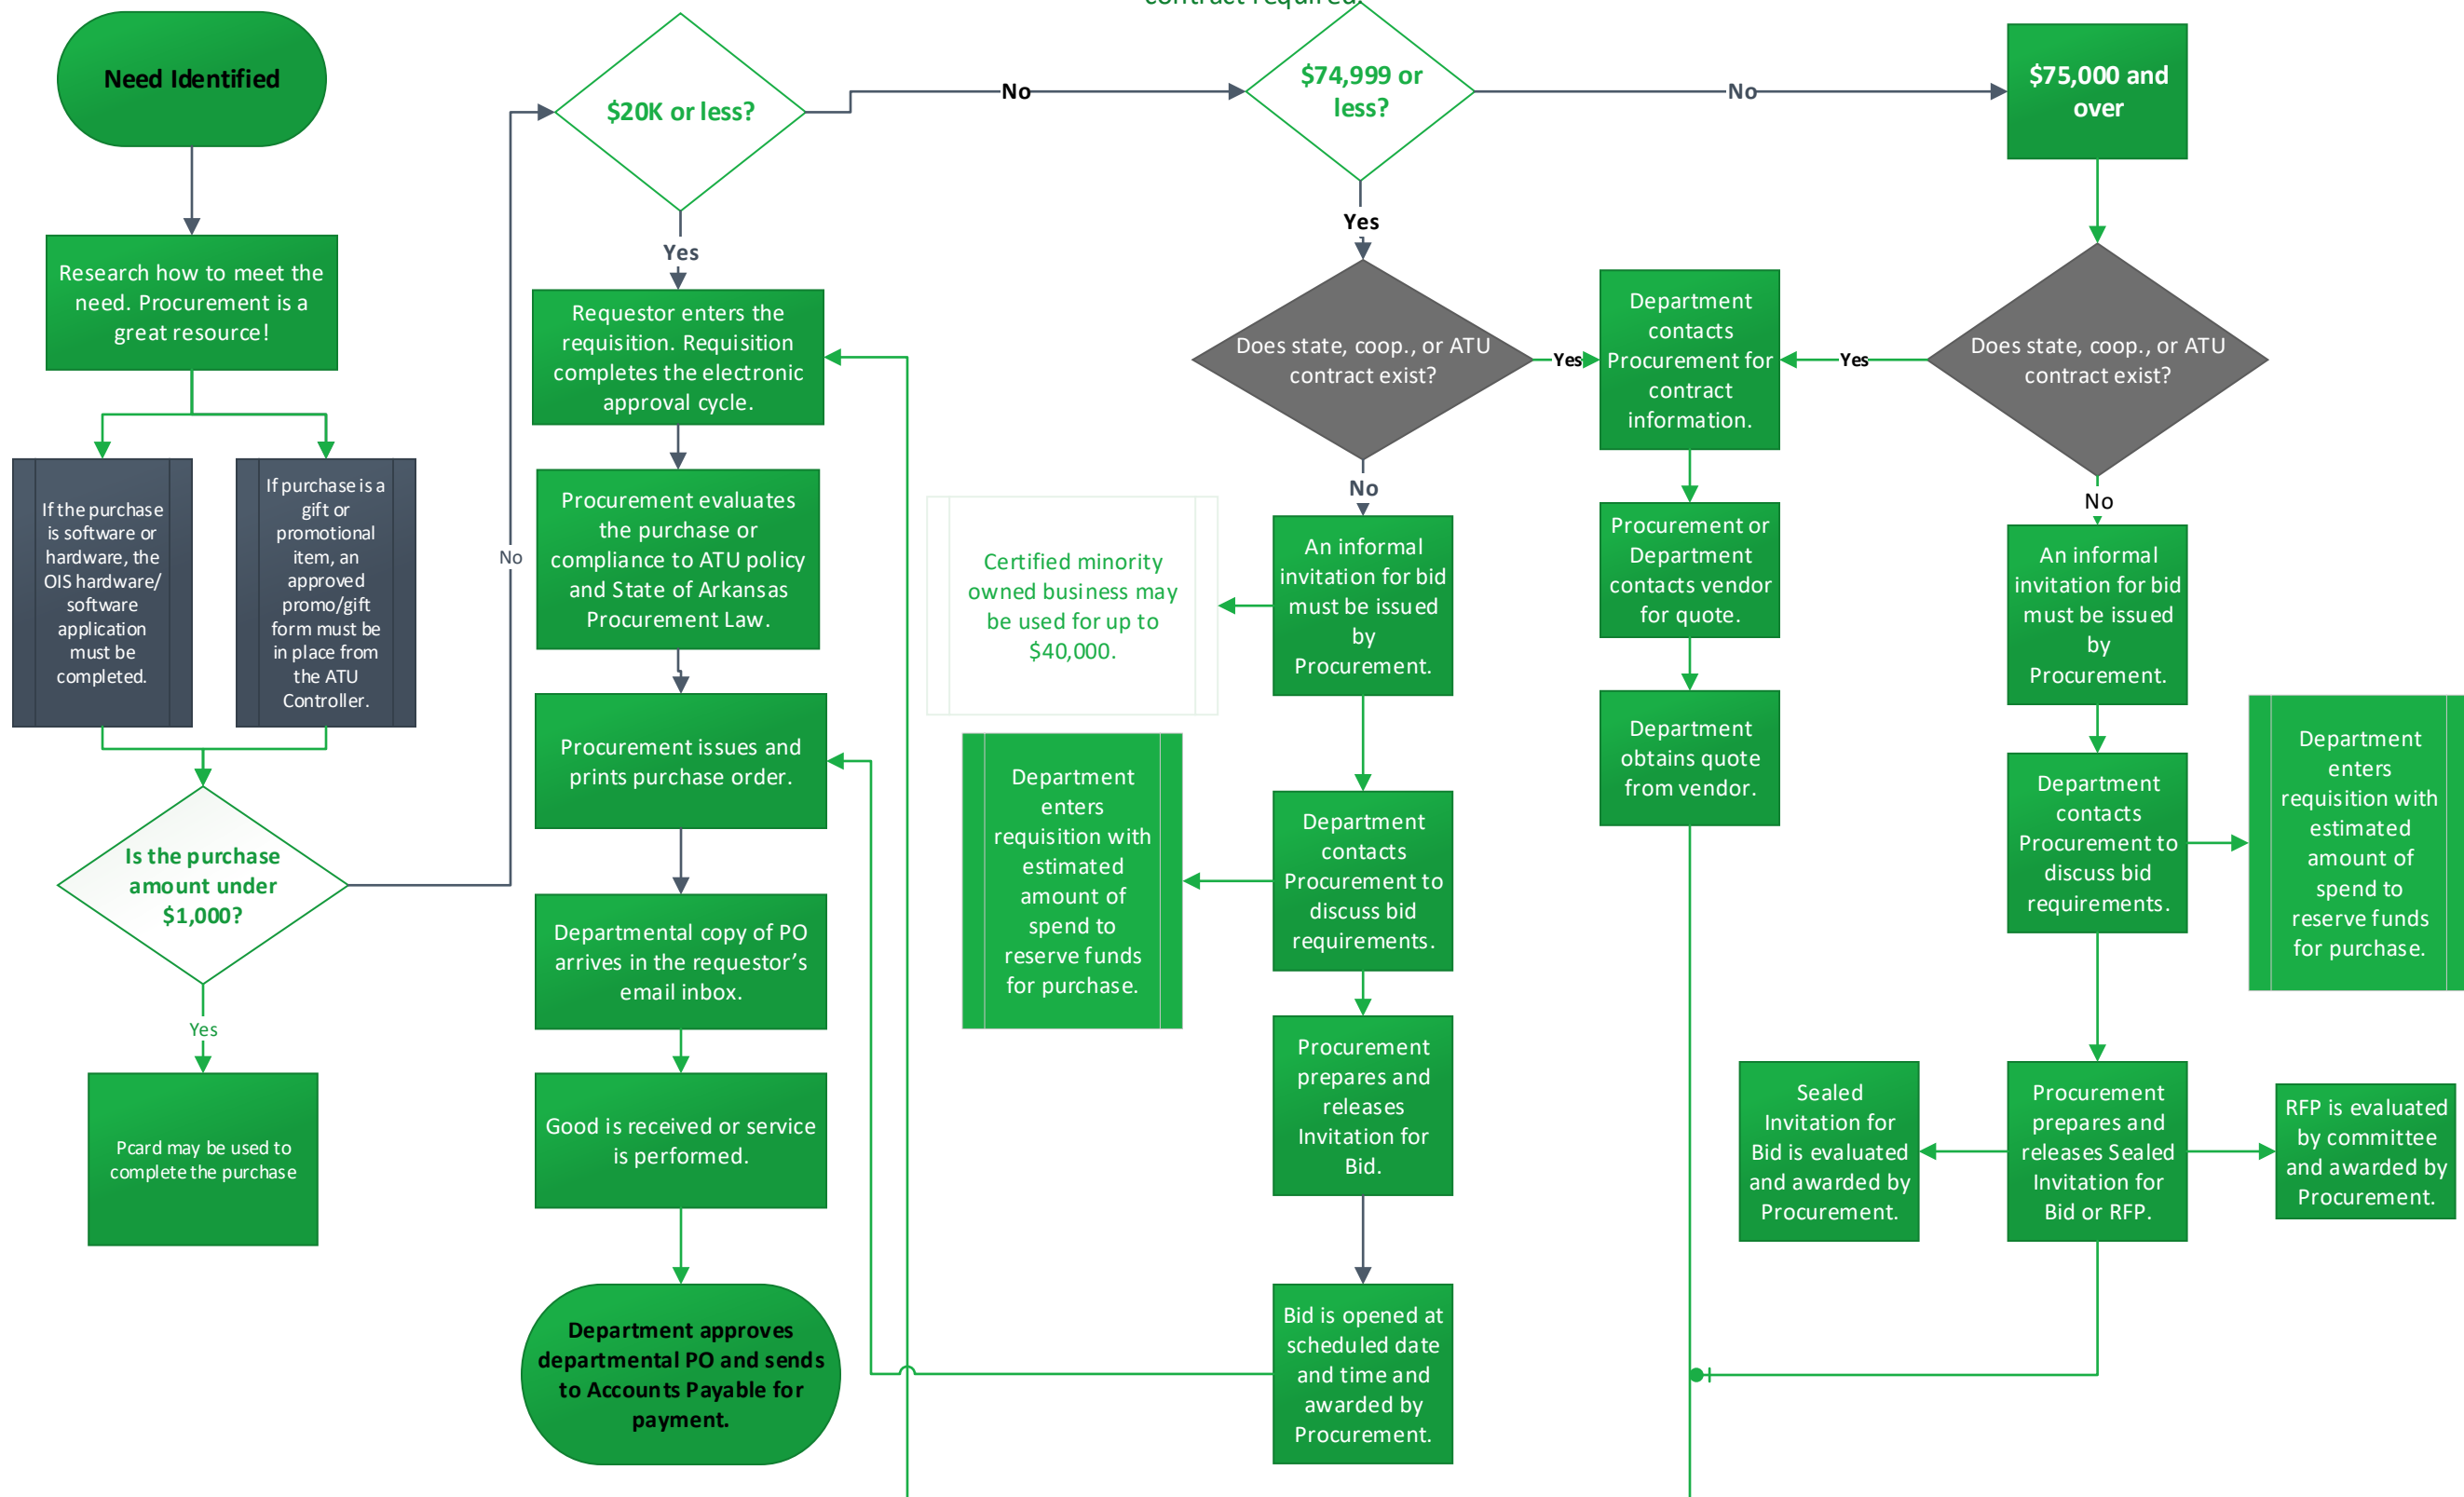 contract required.
Need Identified
Research how to meet the
need. Procurement is a
great resource!
If the purchase
is software or
hardware, the
OIS hardware/
software
application
must be
completed.
If purchase is a
gift or
promotional
item, an
approved
promo/gift
form must be
in place from
the ATU
Controller.
Is the purchase
amount under
$1,000?
Yes
Pcard may be used to
complete the purchase
No
$20K or less?
Yes
Requestor enters the
requisition. Requisition
completes the electronic
approval cycle.
Procurement evaluates
the purchase or
compliance to ATU policy
and State of Arkansas
Procurement Law.
Procurement issues and
prints purchase order.
Departmental copy of PO
arrives in the requestor’s
email inbox.
Good is received or service
is performed.
Department approves
departmental PO and sends
to Accounts Payable for
payment.
No
$74,999 or
less?
Yes
Does state, coop., or ATU
contract exist?
No
An informal
invitation for bid
must be issued
by
Procurement.
Certified minority
owned business may
be used for up to
$40,000.
Department
contacts
Procurement to
discuss bid
requirements.
Department
enters
requisition with
estimated
amount of
spend to
reserve funds
for purchase.
Procurement
prepares and
releases
Invitation for
Bid.
Bid is opened at
scheduled date
and time and
awarded by
Procurement.
Yes
Department
contacts
Procurement for
contract
information.
Procurement or
Department
contacts vendor
for quote.
Department
obtains quote
from vendor.
No
$75,000 and
over
Does state, coop., or ATU
contract exist?
Yes
No
An informal
invitation for bid
must be issued
by
Procurement.
Department
contacts
Procurement to
discuss bid
requirements.
Department
enters
requisition with
estimated
amount of
spend to
reserve funds
for purchase.
Procurement
prepares and
releases Sealed
Invitation for
Bid or RFP.
Sealed
Invitation for
Bid is evaluated
and awarded by
Procurement.
RFP is evaluated
by committee
and awarded by
Procurement.